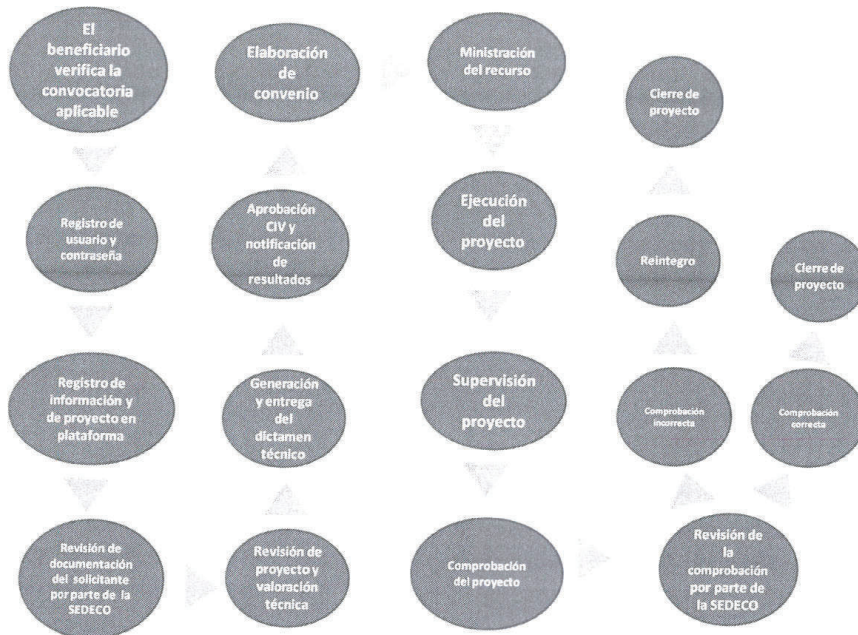 El
beneficiario
verifica la
convocatoria
aplicable
Registro de
usuario y
contraseña
Registro de
información y
de proyecto en
plataforma
Revisión de
documentación
del solicitante
por parte de la
SEDECO
Revisión de
proyecto y
valoración
técnica
Generación
y entrega
del
dictamen
técnico
Aprobación
CIV y
notificación
de
resultados
Elaboración
de
convenio
Ministración
del recurso
Ejecución
del
proyecto
Supervisión
del
proyecto
Comprobación
del proyecto
Revisión de
la
comprobación
por parte de
la SEDECO
Comprobación
incorrecta
Reintegro
Cierre de
proyecto
Comprobación
correcta
Cierre de
proyecto